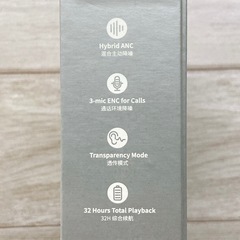 Hybrid ANC
混合主动降噪
3-mic ENC for Calls
通话环境降噪
Transparency Mode
通传模式
32 Hours Total Playback
32H 综合续航